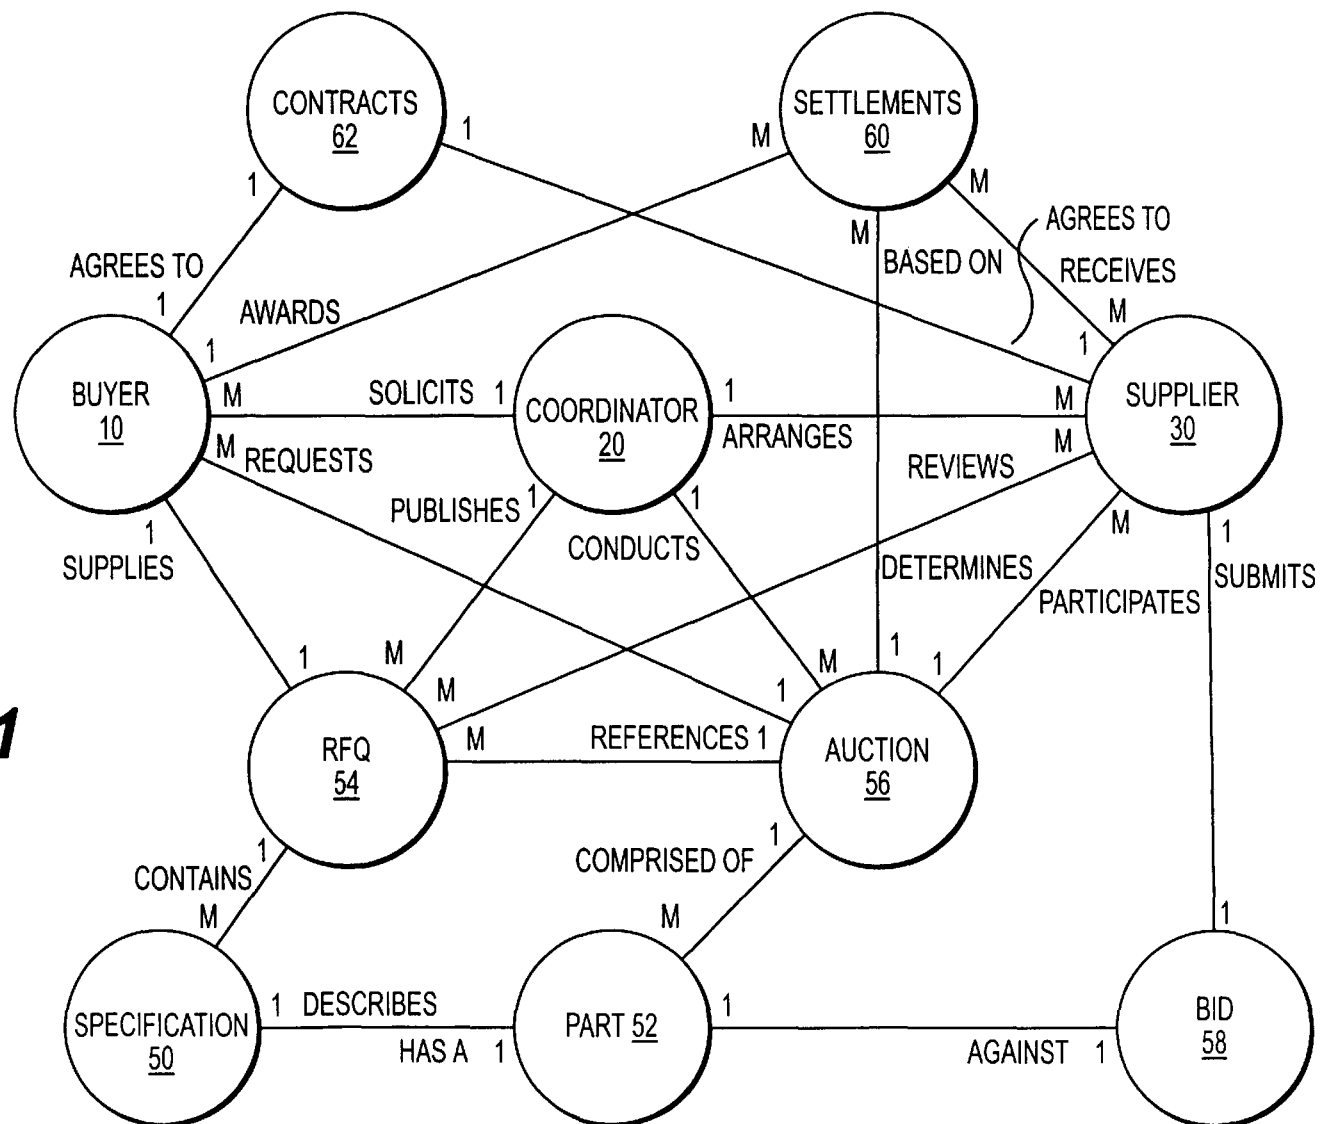 CONTRACTS
62
SETTLEMENTS
60
1
M
1
M
M
AGREES TO
AGREES TO
BASED ON
RECEIVES
1
AWARDS
M
1
1
BUYER
10
M
SOLICITS 1
COORDINATOR
20
1
ARRANGES
M
SUPPLIER
30
M REQUESTS
REVIEWS
M
PUBLISHES 1
1
M
1
1
SUPPLIES
CONDUCTS
DETERMINES
SUBMITS
PARTICIPATES
1
M
M
1
1
M
1
1
RFQ
54
M
REFERENCES 1
AUCTION
56
1
CONTAINS
M
1
COMPRISED OF
M
1
SPECIFICATION
50
1 DESCRIBES
HAS A 1
PART 52
1
AGAINST 1
BID
58